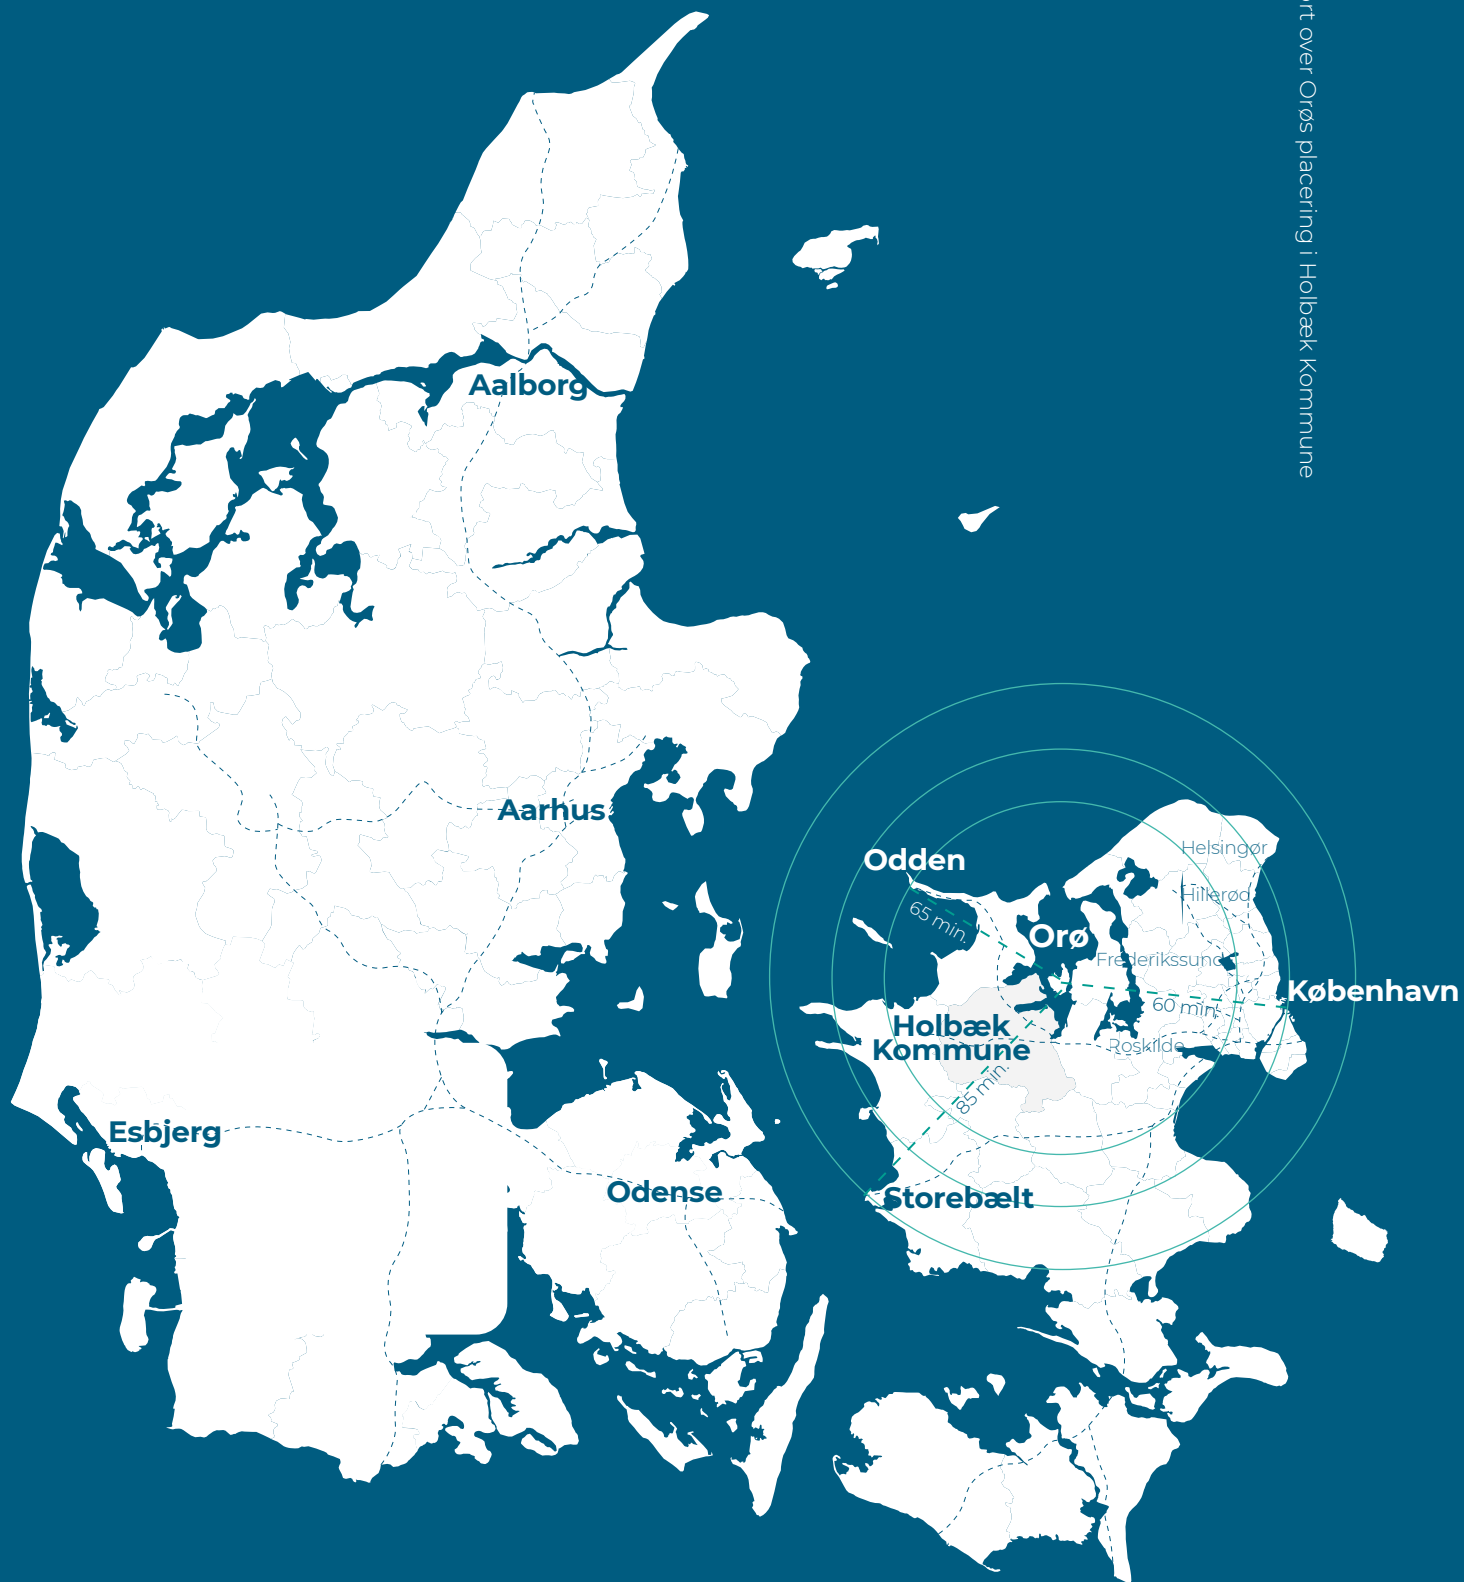 over Orøs placering i Holbæk Kommune
Aalborg
Aarhus
Odden
Helsingør
Hillerød
65 min.
Orø
Frederikssund
København
60 min.
Holbæk
Kommune
Roskilde
85 min.
Esbjerg
Odense
Storebælt